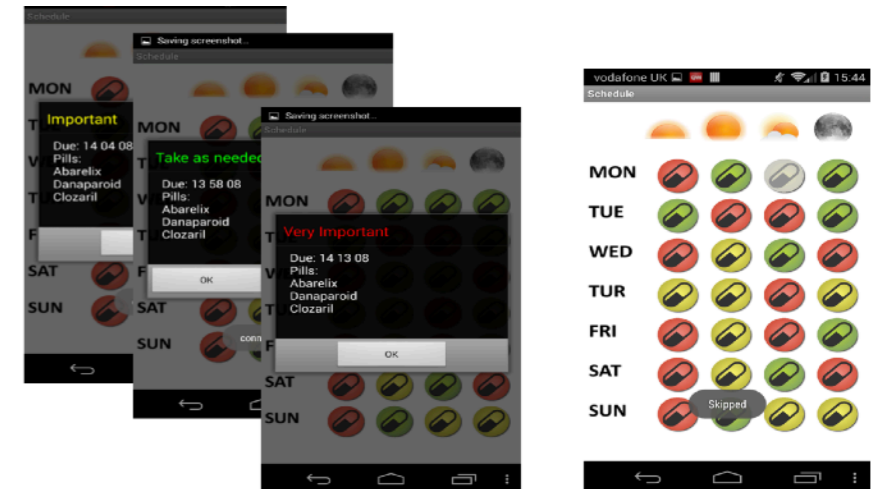 Schedule
MON
Important
Due: 14 04 08
Pills:
Abarelix
Danaparoid
Clozaril
SAT
SUN
Saving screenshot...
Schedule
MON
Take as needed
Due: 13 58 08
Pills:
Abarelix
Danaparoid
Clozaril
OK
SAT
SUN
conn
Saving screenshot...
Schedule
MON
Very Important
Due: 14 13 08
Pills:
Abarelix
Danaparoid
Clozaril
OK
SAT
SUN
vodafone UK 15:44
Schedule
MON
TUE
WED
TUR
FRI
SAT
SUN
Skipped